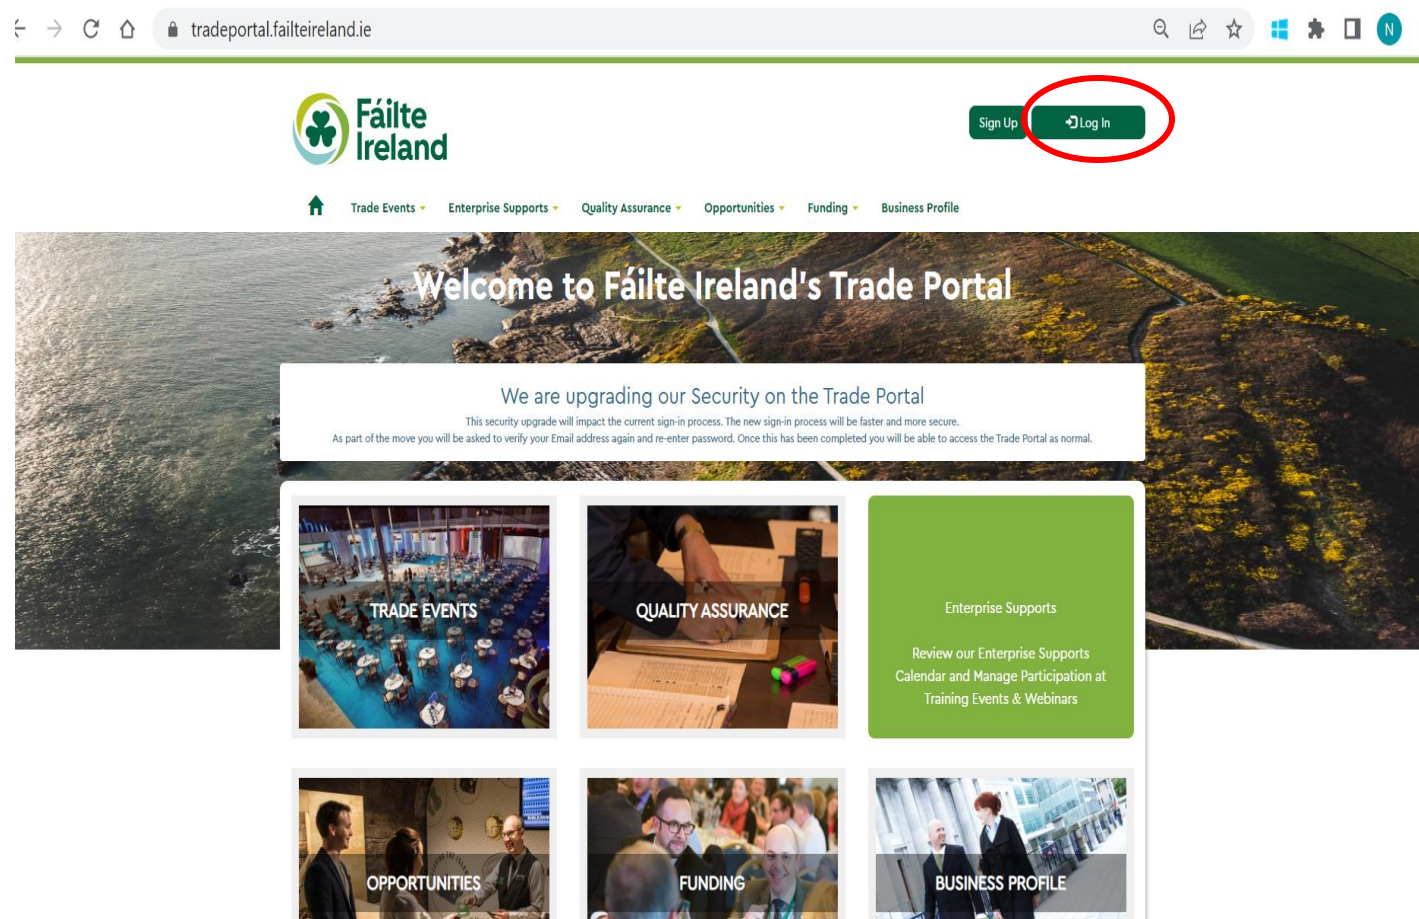 tradeportal.failteireland.ie
N
Fáilte
Ireland
Sign Up
Log In
Trade Events
Enterprise Supports
Quality Assurance
Opportunities
Funding
Business Profile
Welcome to Fáilte Ireland's Trade Portal
We are upgrading our Security on the Trade Portal
This security upgrade will impact the current sign-in process. The new sign-in process will be faster and more secure.
As part of the move you will be asked to verify your Email address again and re-enter password. Once this has been completed you will be able to access the Trade Portal as normal.
TRADE EVENTS
QUALITY ASSURANCE
Enterprise Supports
Review our Enterprise Supports
Calendar and Manage Participation at
Training Events & Webinars
OPPORTUNITIES
FUNDING
BUSINESS PROFILE